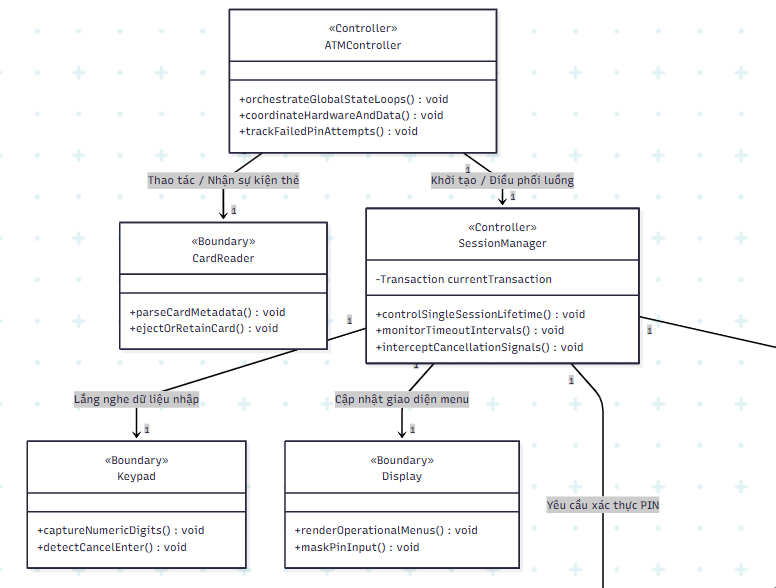 «Controller»
ATMController
+orchestrateGlobalStateLoops() : void
+coordinateHardwareAndData() : void
+trackFailedPinAttempts() : void
1
Thao tác / Nhận sự kiện thẻ
Khởi tạo / Điều phối luồng
1
1
«Boundary»
CardReader
+parseCardMetadata() : void
+ejectOrRetainCard() : void
«Controller»
SessionManager
-Transaction currentTransaction
+controlSingleSessionLifetime() : void
+monitorTimeoutIntervals() : void
+interceptCancellationSignals() : void
1
1
1
1
Lắng nghe dữ liệu nhập
Cập nhật giao diện menu
1
1
«Boundary»
Keypad
+captureNumericDigits() : void
+detectCancelEnter() : void
«Boundary»
Display
+renderOperationalMenus() : void
+maskPinInput() : void
Yêu cầu xác thực PIN